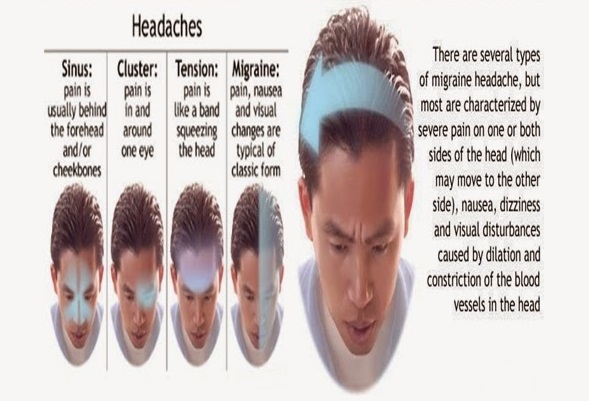 Headaches
Sinus:
pain is
usually behind
the forehead
and/or
cheekbones
Cluster:
pain is
in and
around
one eye
Tension:
pain is
like a band
squeezing
the head
Migraine:
pain, nausea
and visual
changes are
typical of
classic form
There are several types
of migraine headache, but
most are characterized by
severe pain on one or both
sides of the head (which
may move to the other
side), nausea, dizziness
and visual disturbances
caused by dilation and
constriction of the blood
vessels in the head